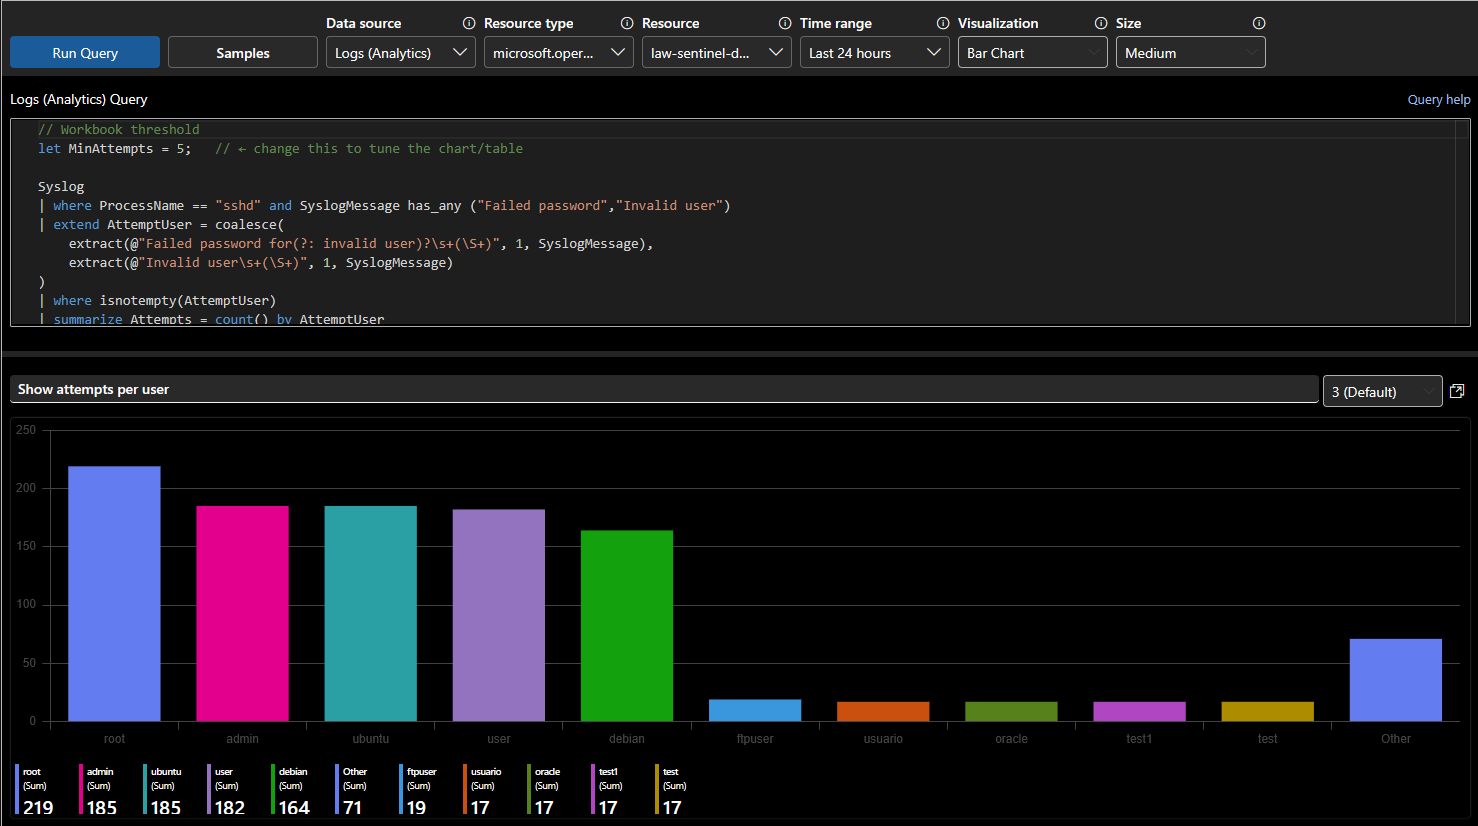 Data source Resource type Resource Time range Visualization Size
Run Query Samples Logs (Analytics) microsoft.oper... law-sentinel-d... Last 24 hours Bar Chart Medium
Logs (Analytics) Query Query help
// Workbook threshold
let MinAttempts = 5;   // ← change this to tune the chart/table
Syslog
| where ProcessName == "sshd" and SyslogMessage has_any ("Failed password","Invalid user")
| extend AttemptUser = coalesce(
extract(@"Failed password for(?: invalid user)?\s+(\S+)", 1, SyslogMessage),
extract(@"Invalid user\s+(\S+)", 1, SyslogMessage)
)
| where isnotempty(AttemptUser)
| summarize Attempts = count() by AttemptUser
Show attempts per user 3 (Default)
250
200
150
100
50
0
root admin ubuntu user debian ftpuser usuario oracle test1 test Other
root admin ubuntu user debian Other ftpuser usuario oracle test1 test
(Sum) (Sum) (Sum) (Sum) (Sum) (Sum) (Sum) (Sum) (Sum) (Sum) (Sum)
219 185 185 182 164 71 19 17 17 17 17